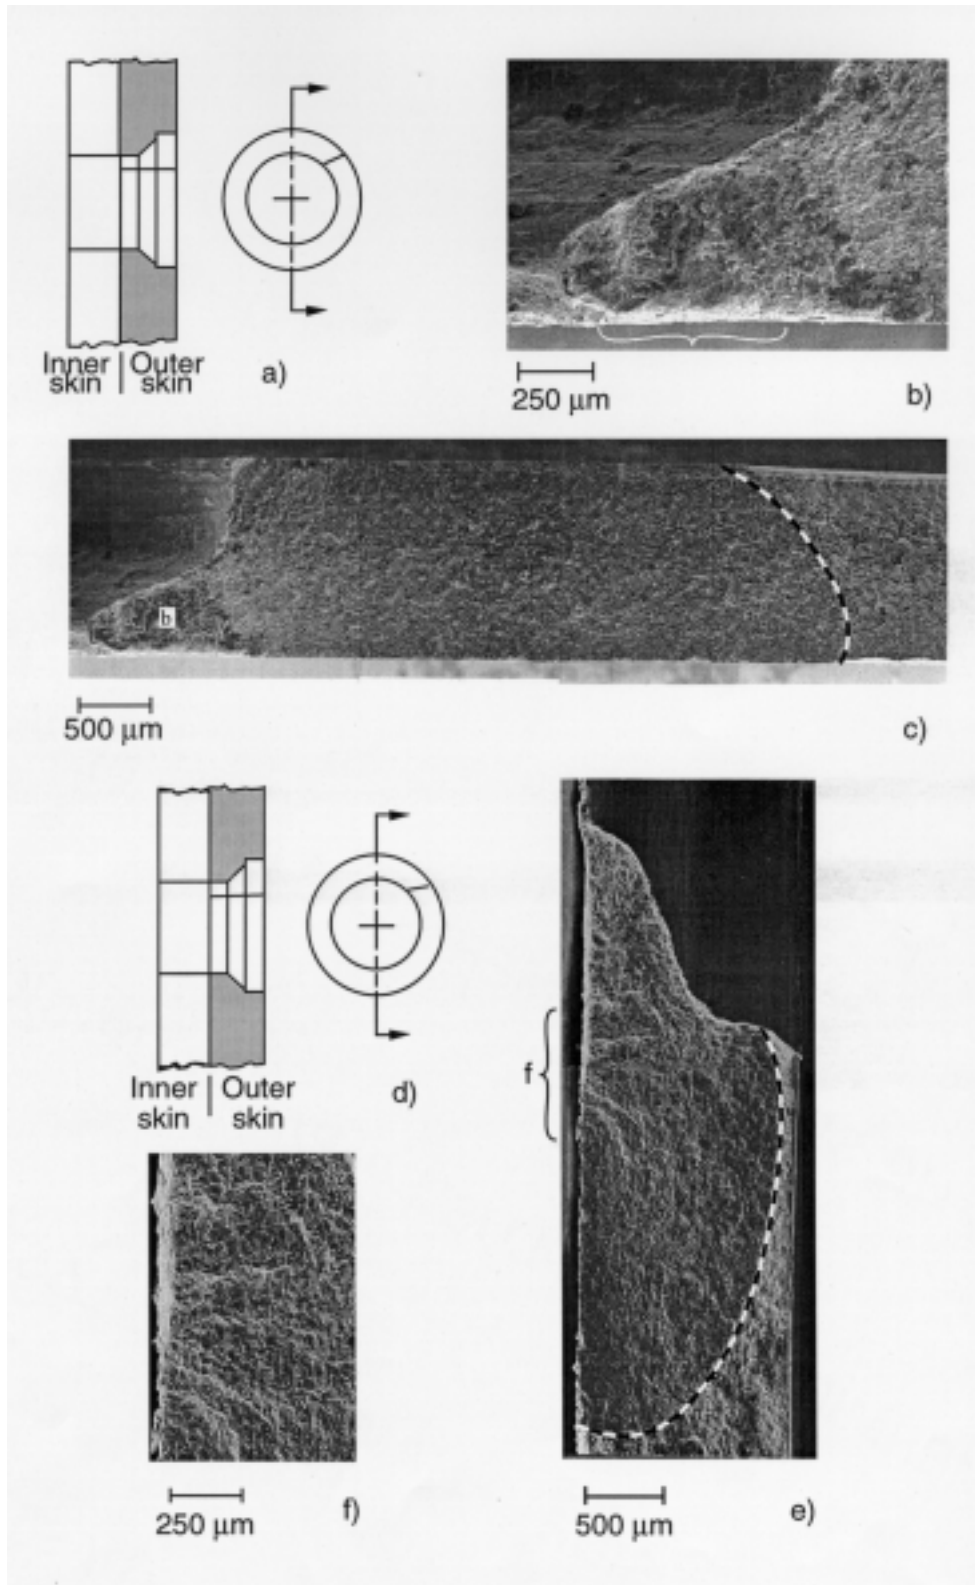 Inner Outer
skin skin
a)
250 µm
b)
b
500 µm
c)
Inner Outer
skin skin
d)
f
250 µm
f)
500 µm
e)